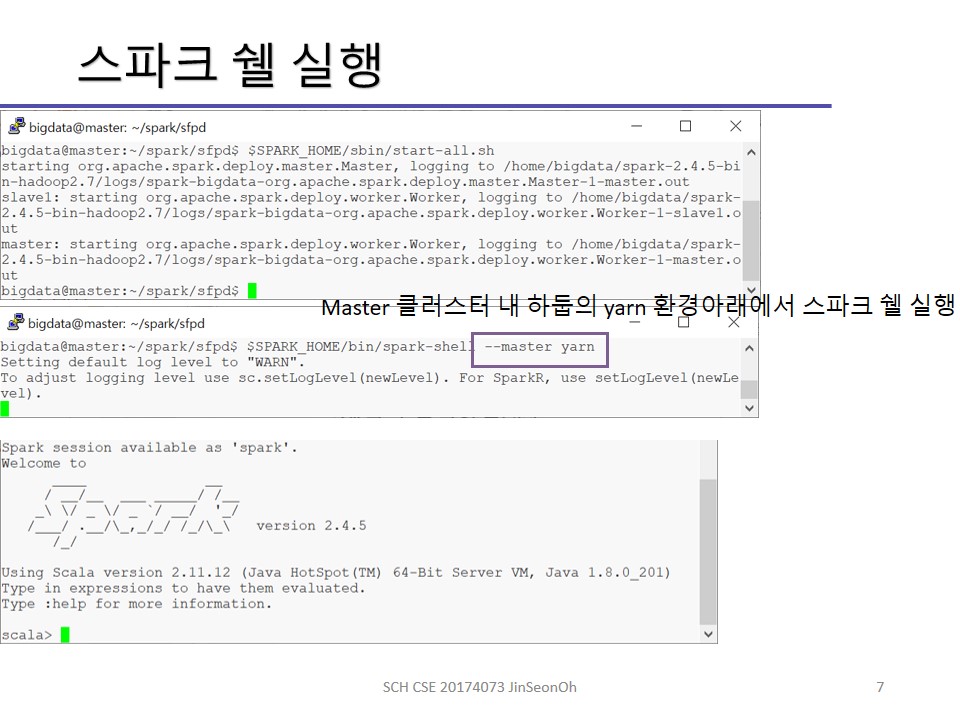 스파크 쉘 실행
bigdata@master: ~/spark/sfpd
bigdata@master:~/spark/sfpd$ $SPARK_HOME/sbin/start-all.sh
starting org.apache.spark.deploy.master.Master, logging to /home/bigdata/spark-2.4.5-bi
n-hadoop2.7/logs/spark-bigdata-org.apache.spark.deploy.master.Master-1-master.out
slave1: starting org.apache.spark.deploy.worker.Worker, logging to /home/bigdata/spark-
2.4.5-bin-hadoop2.7/logs/spark-bigdata-org.apache.spark.deploy.worker.Worker-1-slave1.o
ut
master: starting org.apache.spark.deploy.worker.Worker, logging to /home/bigdata/spark-
2.4.5-bin-hadoop2.7/logs/spark-bigdata-org.apache.spark.deploy.worker.Worker-1-master.o
ut
bigdata@master:~/spark/sfpd$
Master 클러스터 내 하둡의 yarn 환경아래에서 스파크 쉘 실행
bigdata@master: ~/spark/sfpd
bigdata@master:~/spark/sfpd$ $SPARK_HOME/bin/spark-shell --master yarn
Setting default log level to "WARN".
To adjust logging level use sc.setLogLevel(newLevel). For SparkR, use setLogLevel(newLe
vel).
Spark session available as 'spark'.
Welcome to
Spark version 2.4.5
Using Scala version 2.11.12 (Java HotSpot(TM) 64-Bit Server VM, Java 1.8.0_201)
Type in expressions to have them evaluated.
Type :help for more information.
scala>
SCH CSE 20174073 JinSeonOh
7